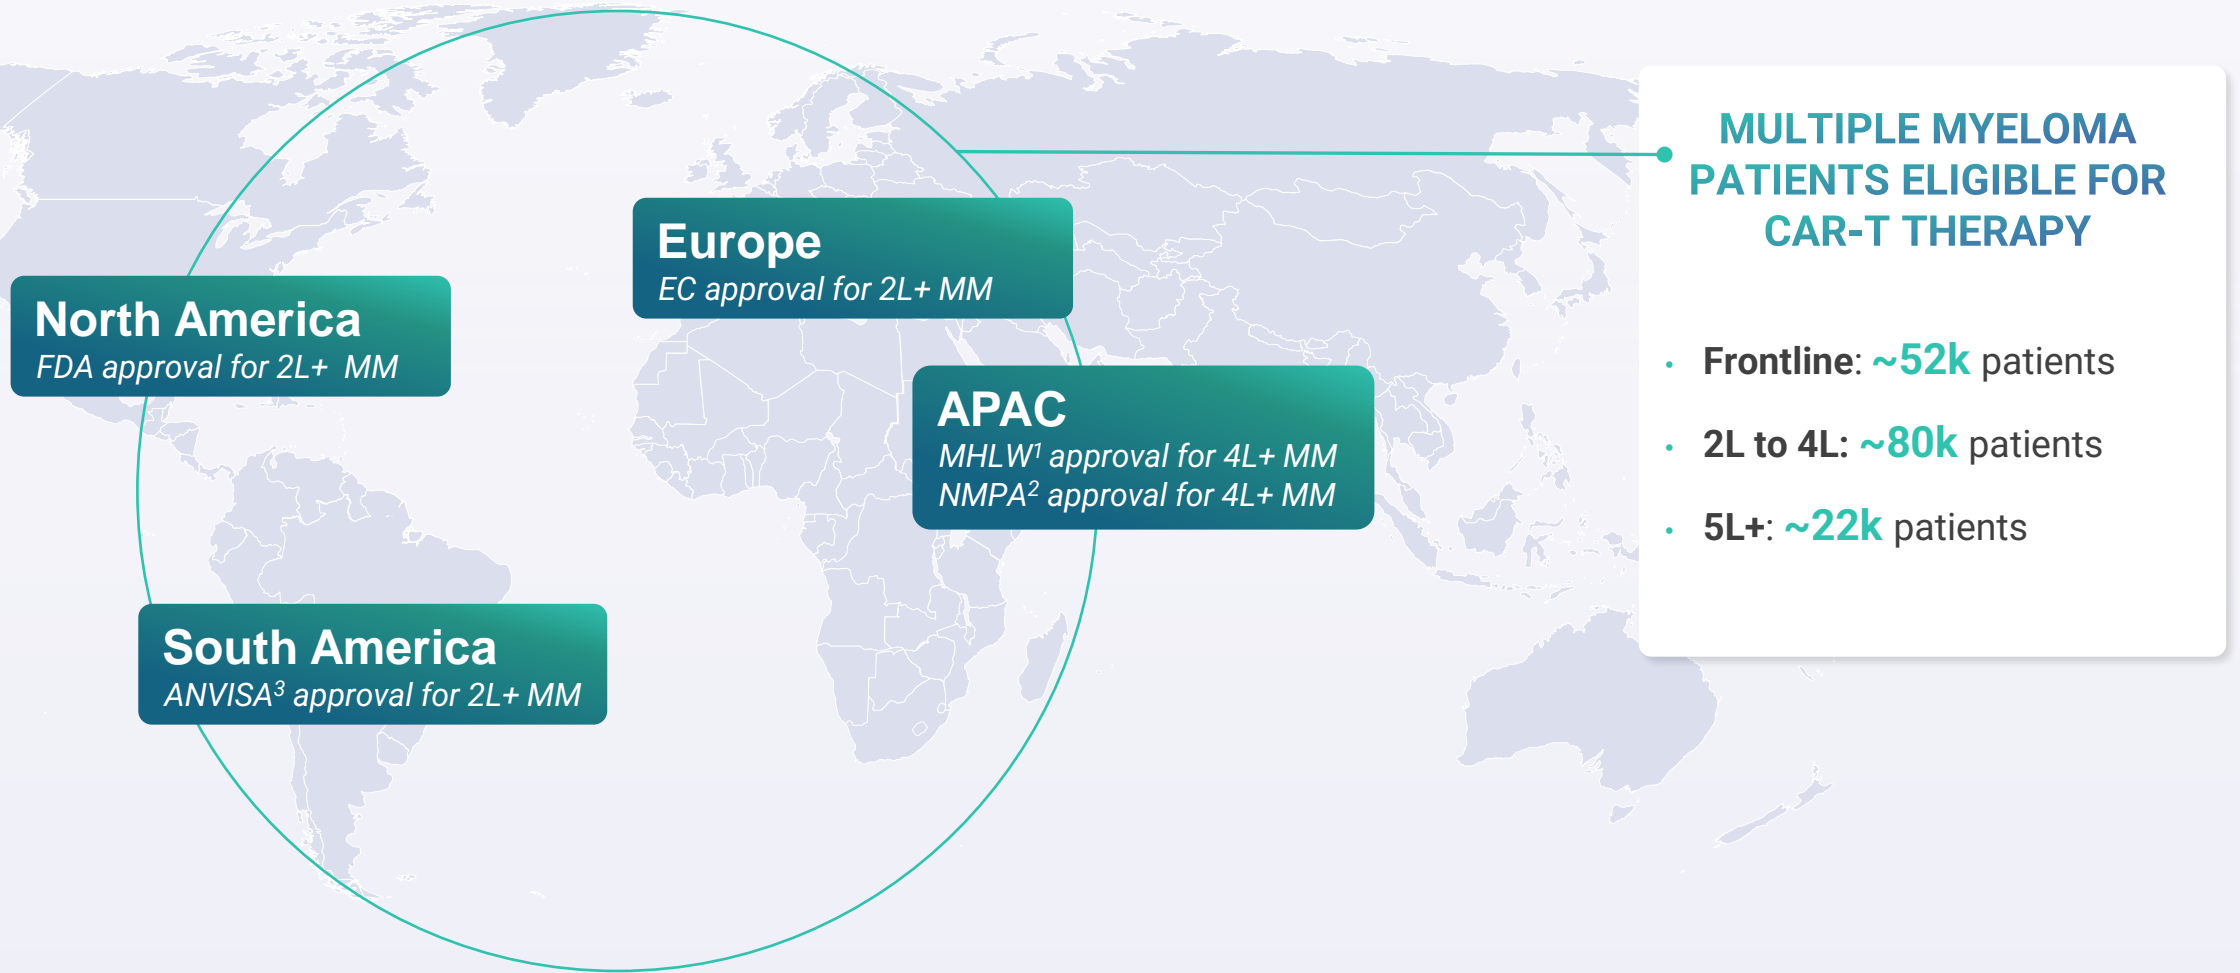 MULTIPLE MYELOMA
PATIENTS ELIGIBLE FOR
CAR-T THERAPY
Europe
EC approval for 2L+ MM
North America
FDA approval for 2L+ MM
APAC
MHLW¹ approval for 4L+ MM
NMPA² approval for 4L+ MM
South America
ANVISA³ approval for 2L+ MM
• Frontline: ~52k patients
• 2L to 4L: ~80k patients
• 5L+: ~22k patients